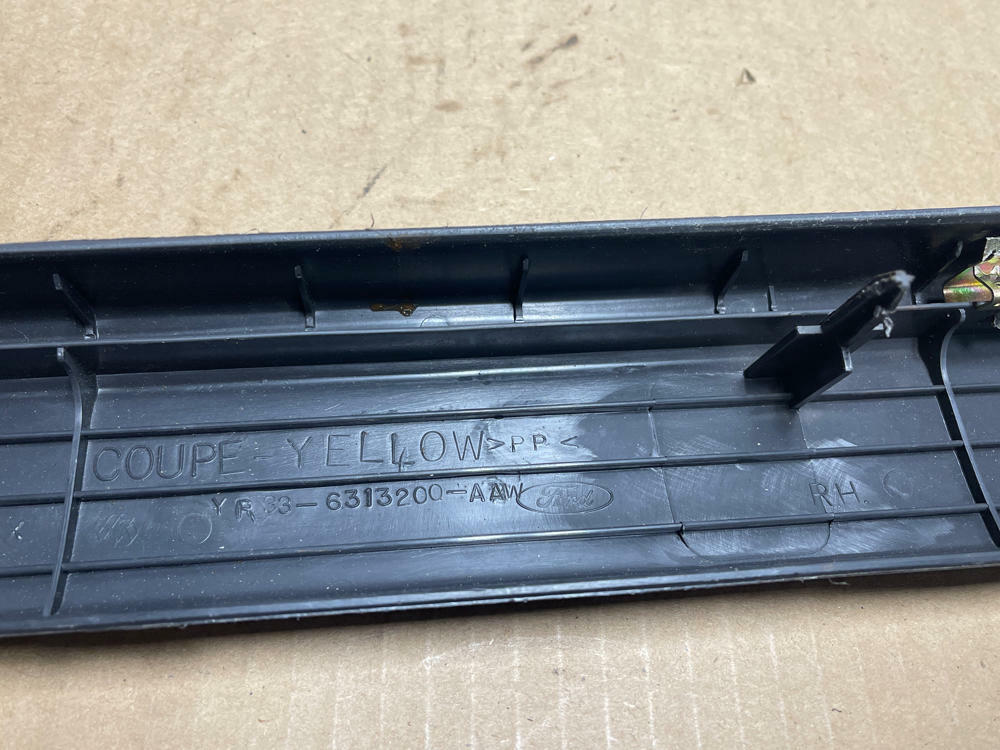 COUPE-YELLOW >PP<
YR33-6313200-AAW Ford
RH.